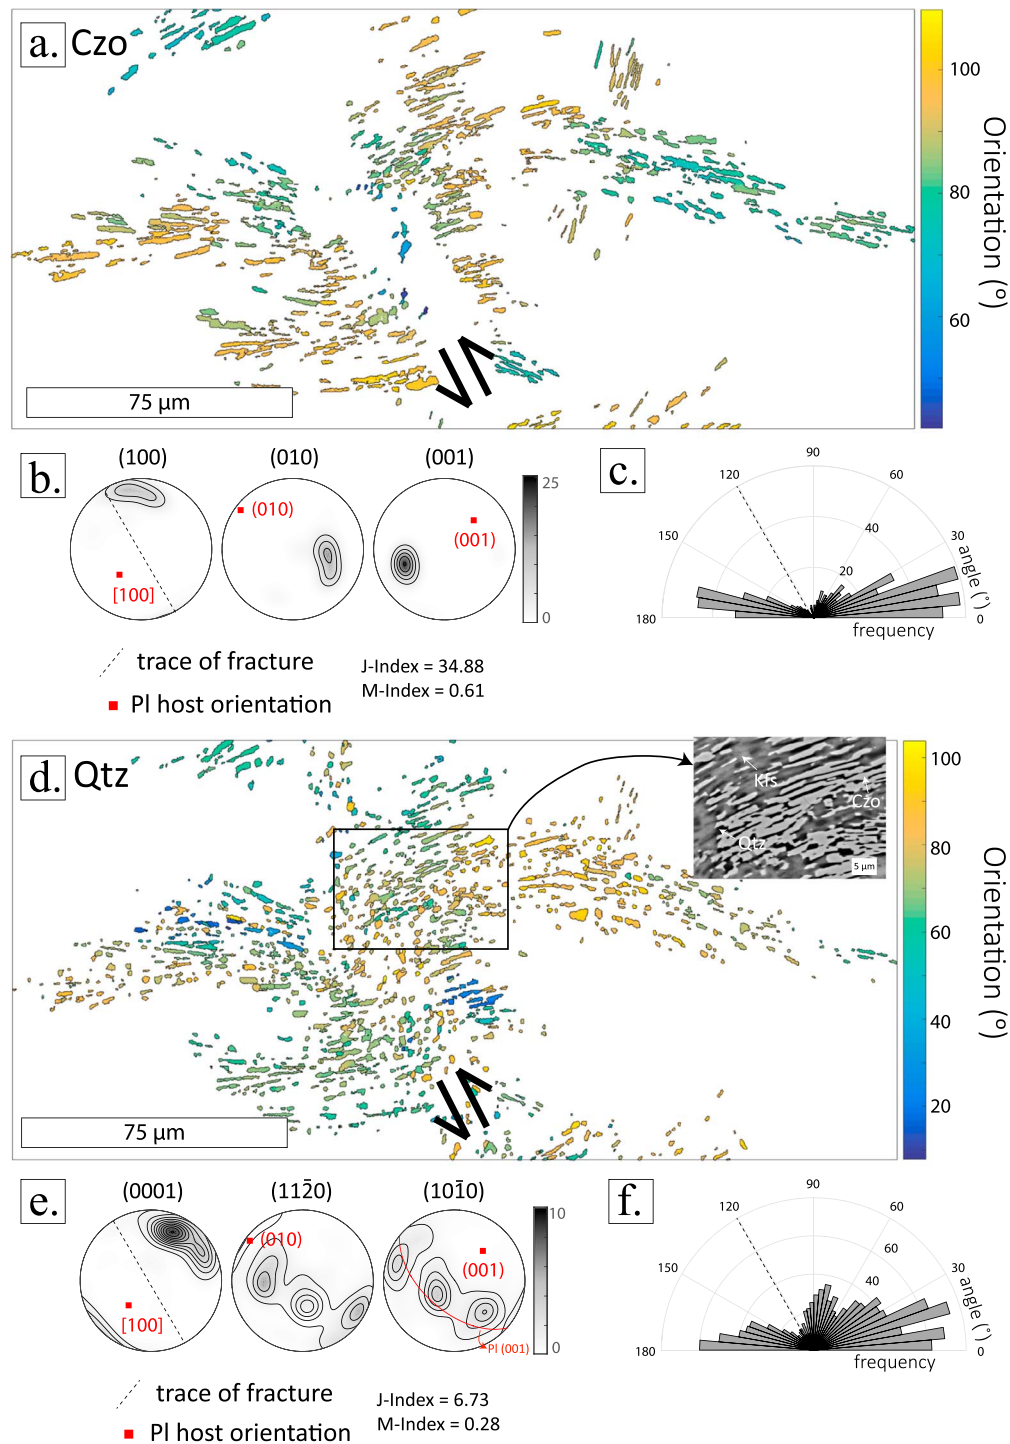 a. Czo
100
80
60
Orientation (º)
75 µm
b.
(100) (010) (001)
(010)
(001)
[100]
25
0
c.
90
120 60
150 30
40
20
180 0
angle (°)
frequency
trace of fracture
Pl host orientation
J-Index = 34.88
M-Index = 0.61
d. Qtz
Kfs
Czo
Qtz
5 µm
100
80
60
40
20
Orientation (º)
75 µm
e.
(0001) (112̄0) (101̄0)
(010)
(001)
[100]
Pl (001)
10
0
f.
90
120 60
150 30
60
40
180 0
angle (°)
frequency
trace of fracture
Pl host orientation
J-Index = 6.73
M-Index = 0.28